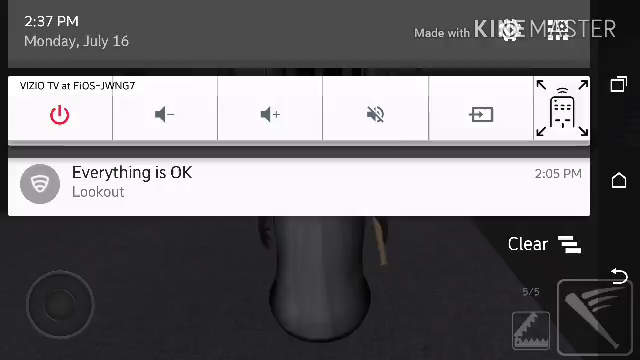 2:37 PM
Monday, July 16
Made with KINEMASTER
VIZIO TV at FiOS-JWNG7
Everything is OK
2:05 PM
Lookout
Clear
5/5